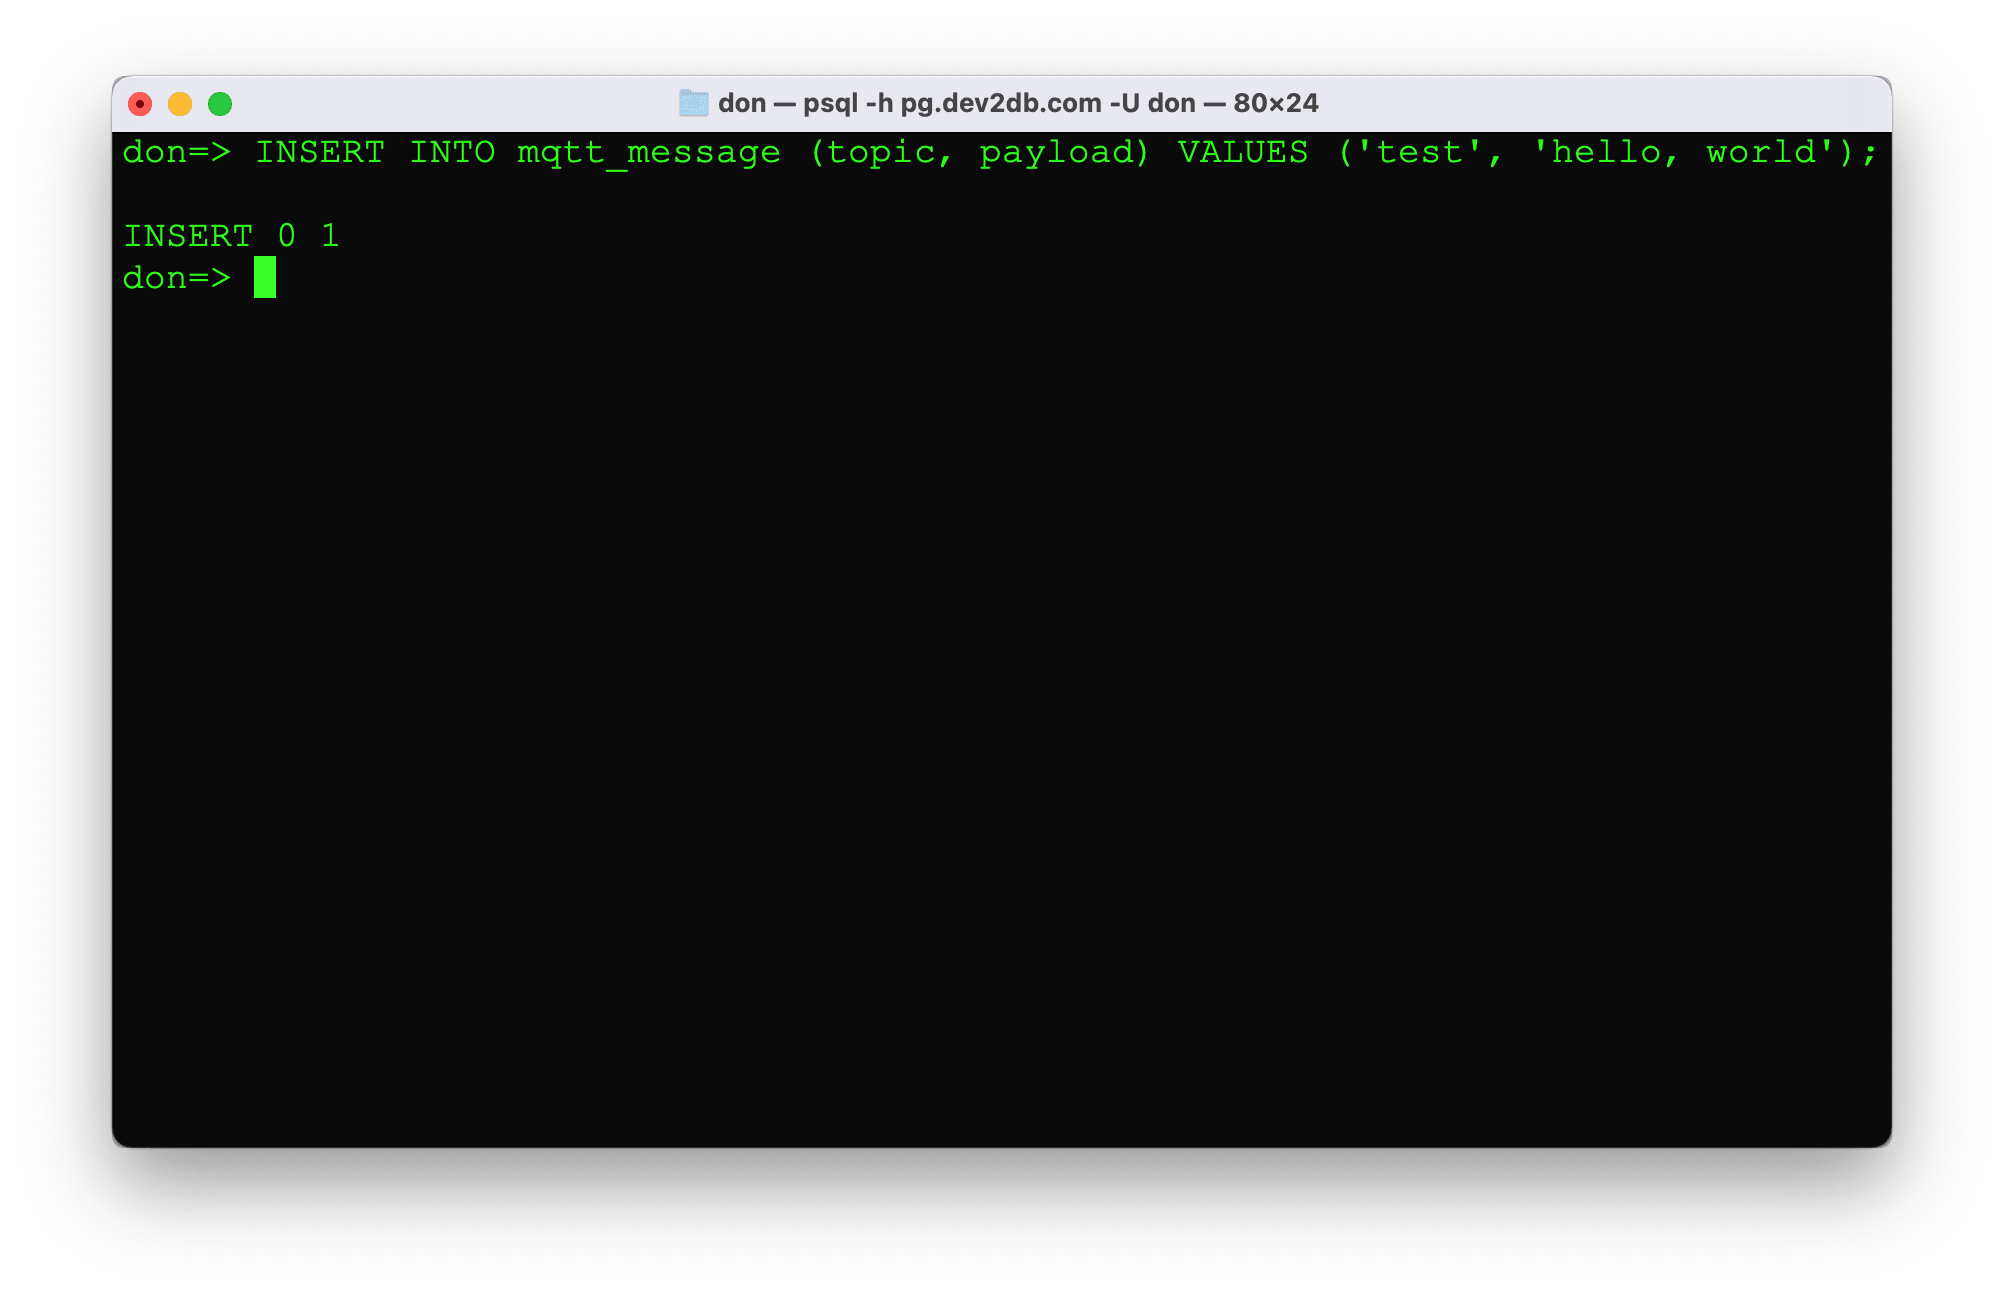 don — psql -h pg.dev2db.com -U don — 80×24
don=> INSERT INTO mqtt_message (topic, payload) VALUES ('test', 'hello, world');
INSERT 0 1
don=>